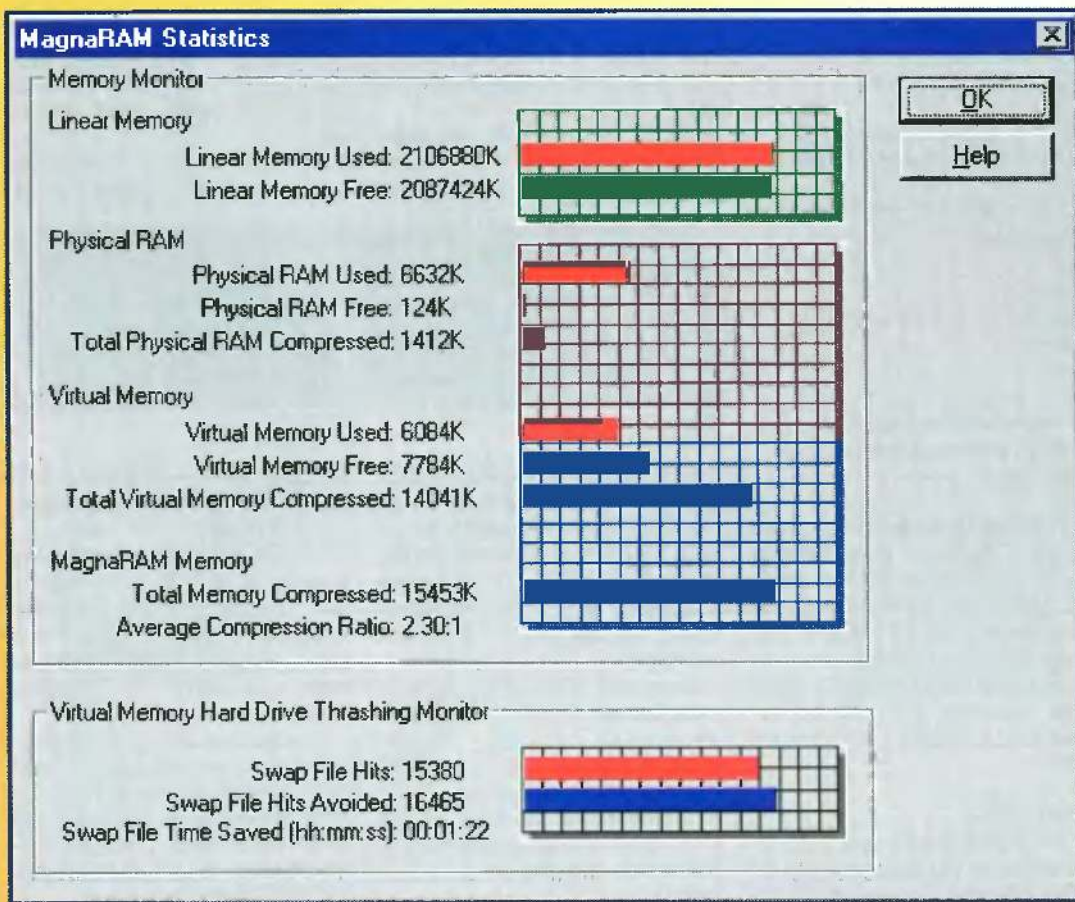 MagnaRAM Statistics
Memory Monitor
OK
Linear Memory
Linear Memory Used: 2106880K
Help
Linear Memory Free: 2087424K
Physical RAM
Physical RAM Used: 6632K
Physical RAM Free: 124K
Total Physical RAM Compressed: 1412K
Virtual Memory
Virtual Memory Used: 6084K
Virtual Memory Free: 7784K
Total Virtual Memory Compressed: 14041K
MagnaRAM Memory
Total Memory Compressed: 15453K
Average Compression Ratio: 2.30:1
Virtual Memory Hard Drive Thrashing Monitor
Swap File Hits: 15380
Swap File Hits Avoided: 16465
Swap File Time Saved (hh:mm:ss): 00:01:22